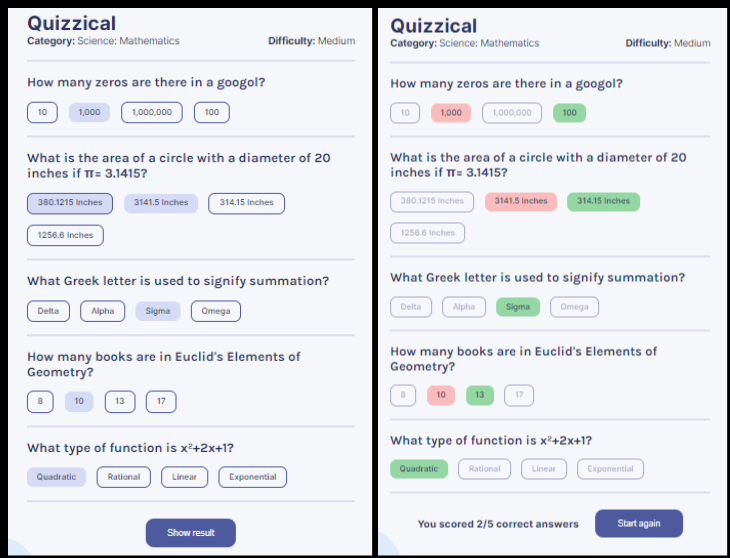 Quizzical
Category: Science: Mathematics Difficulty: Medium
How many zeros are there in a googol?
10 1,000 1,000,000 100
What is the area of a circle with a diameter of 20
inches if π= 3.1415?
380.1215 Inches 3141.5 Inches 314.15 Inches
1256.6 Inches
What Greek letter is used to signify summation?
Delta Alpha Sigma Omega
How many books are in Euclid's Elements of
Geometry?
8 10 13 17
What type of function is x²+2x+1?
Quadratic Rational Linear Exponential
Show result
Quizzical
Category: Science: Mathematics Difficulty: Medium
How many zeros are there in a googol?
10 1,000 1,000,000 100
What is the area of a circle with a diameter of 20
inches if π= 3.1415?
380.1215 Inches 3141.5 Inches 314.15 Inches
1256.6 Inches
What Greek letter is used to signify summation?
Delta Alpha Sigma Omega
How many books are in Euclid's Elements of
Geometry?
8 10 13 17
What type of function is x²+2x+1?
Quadratic Rational Linear Exponential
You scored 2/5 correct answers Start again